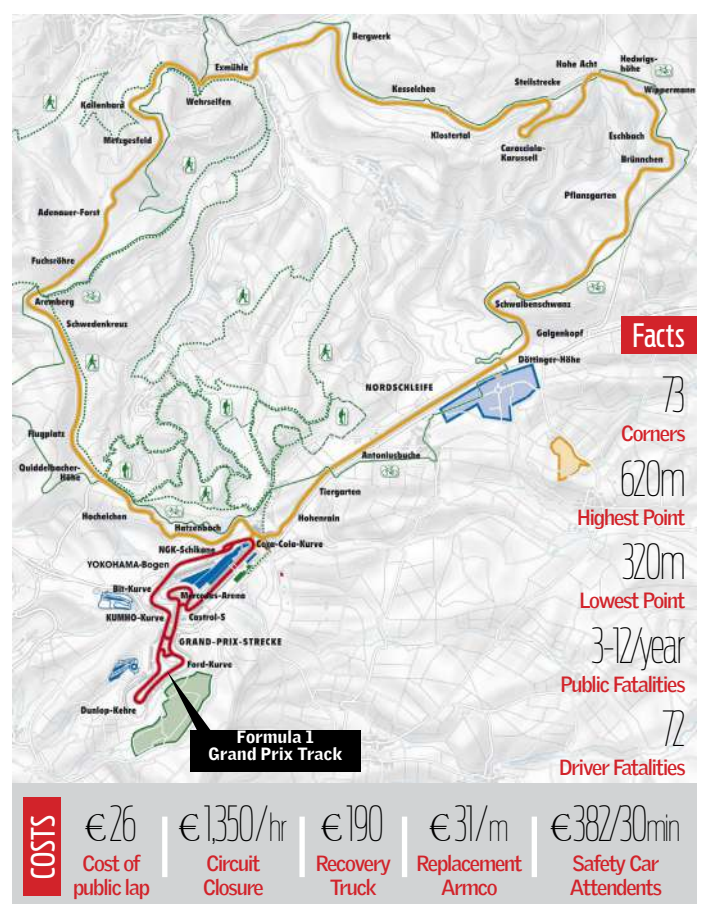 Bergwerk
Exmühle
Hohe Acht
Hedwigs-
höhe
Steilstrecke
Wippermann
Kesselchen
Kallenhard
Wehrseifen
Metzgesfeld
Klostertal
Caracciola-
Karussell
Eschbach
Brünnchen
Pflanzgarten
Adenauer-Forst
Fuchsröhre
Aremberg
Schwedenkreuz
Schwalbenschwanz
Galgenkopf
Döttinger-Höhe
NORDSCHLEIFE
Flugplatz
Quiddelbacher-
Höhe
Antoniusbuche
Tiergarten
Hohenrain
Hocheichen
Hatzenbach
NGK-Schikane
Coca-Cola-Kurve
YOKOHAMA-Bogen
Bit-Kurve
Mercedes-Arena
KUMHO-Kurve
Castrol-S
GRAND-PRIX-STRECKE
Ford-Kurve
Dunlop-Kehre
Formula 1
Grand Prix Track
Facts
73
Corners
620m
Highest Point
320m
Lowest Point
3-12/year
Public Fatalities
72
Driver Fatalities
COSTS
€26
Cost of
public lap
€1,350/hr
Circuit
Closure
€190
Recovery
Truck
€31/m
Replacement
Armco
€382/30min
Safety Car
Attendents